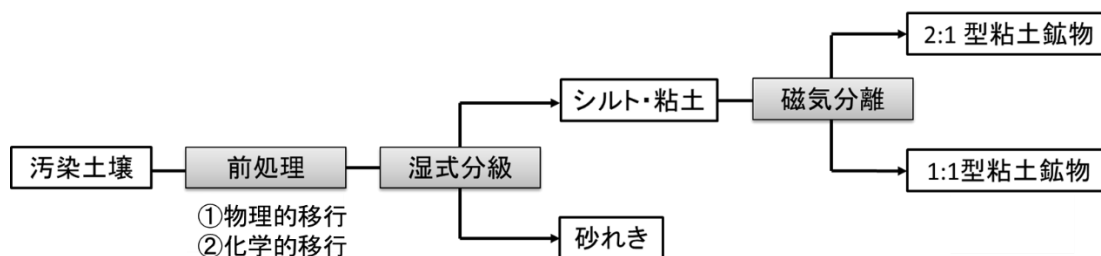 汚染土壌
前処理
①物理的移行
②化学的移行
湿式分級
シルト・粘土
砂れき
磁気分離
2:1 型粘土鉱物
1:1型粘土鉱物